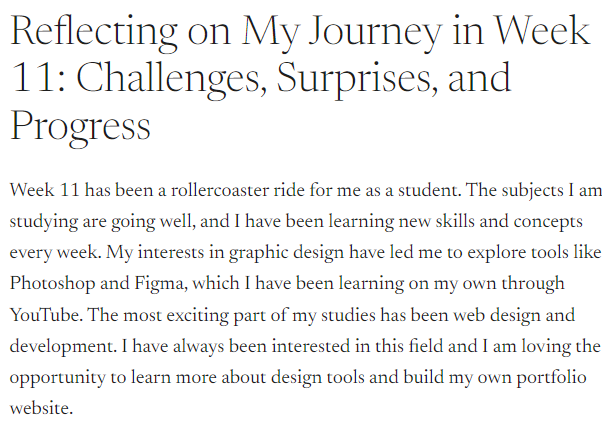 Reflecting on My Journey in Week
11: Challenges, Surprises, and
Progress
Week 11 has been a rollercoaster ride for me as a student. The subjects I am
studying are going well, and I have been learning new skills and concepts
every week. My interests in graphic design have led me to explore tools like
Photoshop and Figma, which I have been learning on my own through
YouTube. The most exciting part of my studies has been web design and
development. I have always been interested in this field and I am loving the
opportunity to learn more about design tools and build my own portfolio
website.